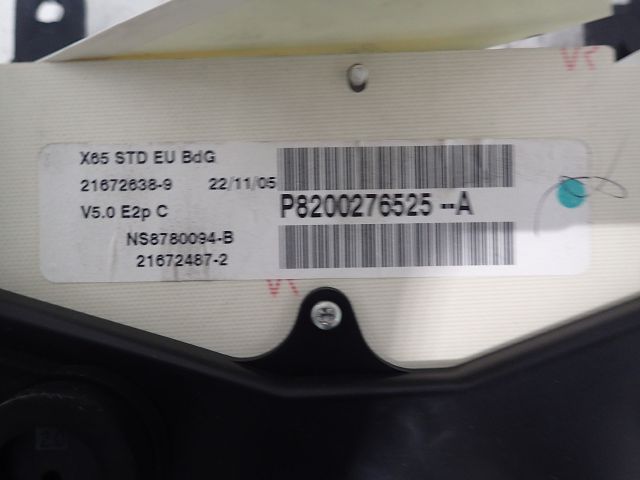 X65 STD EU BdG
21672638-9 22/11/05
V5.0 E2p C
P8200276525--A
NS8780094-B
21672487-2